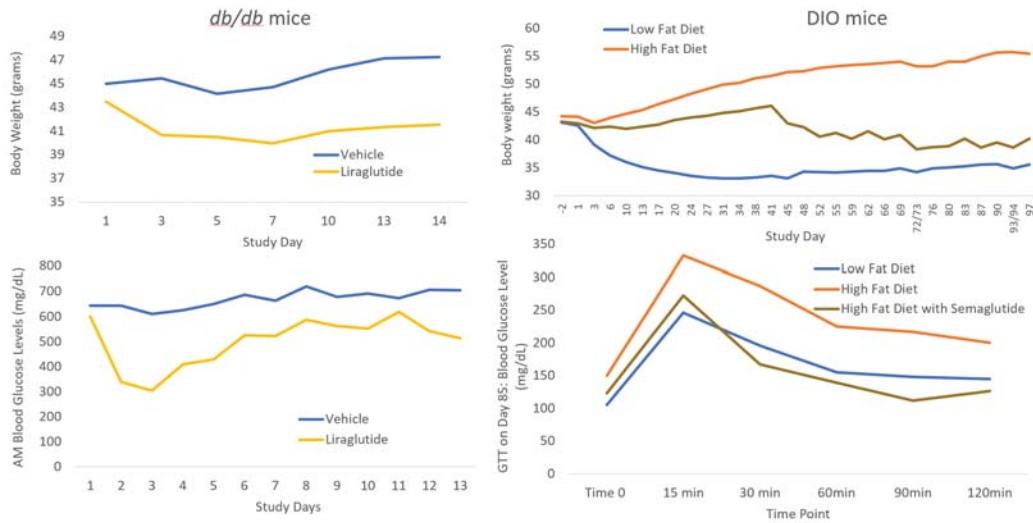 db/db mice
49
47
45
43
41
39
37
35
Body Weight (grams)
Vehicle
Liraglutide
1 3 5 7 10 13 14
Study Day
DIO mice
Low Fat Diet
High Fat Diet
60
55
50
45
40
35
30
Body weight (grams)
-2 1 3 6 10 13 17 20 24 27 31 34 38 41 45 48 52 55 59 62 66 69 72/73 76 80 83 87 90 93/94 97
Study Day
800
700
600
500
400
300
200
100
0
AM Blood Glucose Levels (mg/dL)
Vehicle
Liraglutide
1 2 3 4 5 6 7 8 9 10 11 12 13
Study Days
350
300
250
200
150
100
50
0
GTT on Day 85: Blood Glucose Level
(mg/dL)
Low Fat Diet
High Fat Diet
High Fat Diet with Semaglutide
Time 0 15 min 30 min 60min 90min 120min
Time Point